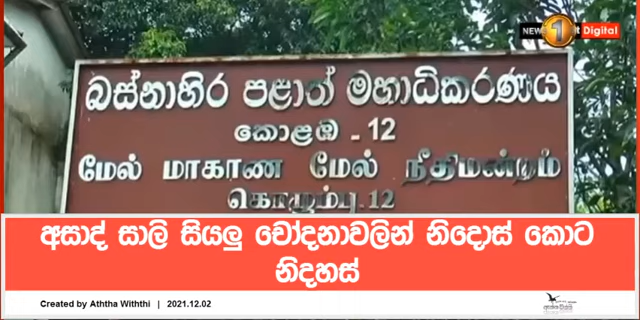 NEWS 1st Digital
බස්නාහිර පළාත් මහාධිකරණය
කොළඹ - 12
மேல் மாகாண மேல் நீதிமன்றம்
கொழும்பு.12
අසාද් සාලි සියලු චෝදනාවලින් නිදොස් කොට
නිදහස්
Created by Aththa Withthi | 2021.12.02